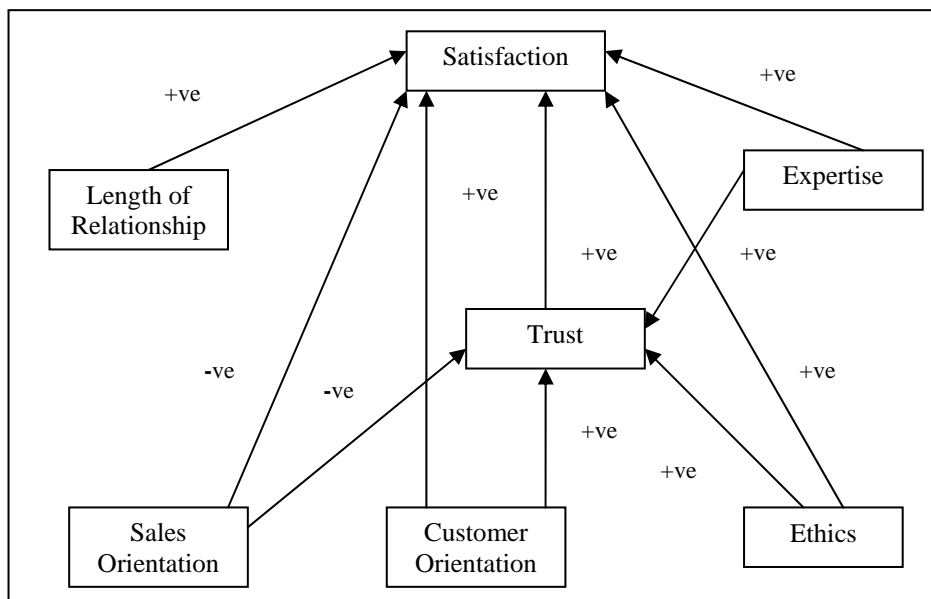 Satisfaction
+ve
+ve
Expertise
Length of
Relationship
+ve
+ve
+ve
Trust
-ve
-ve
+ve
+ve
+ve
Sales
Orientation
Customer
Orientation
Ethics